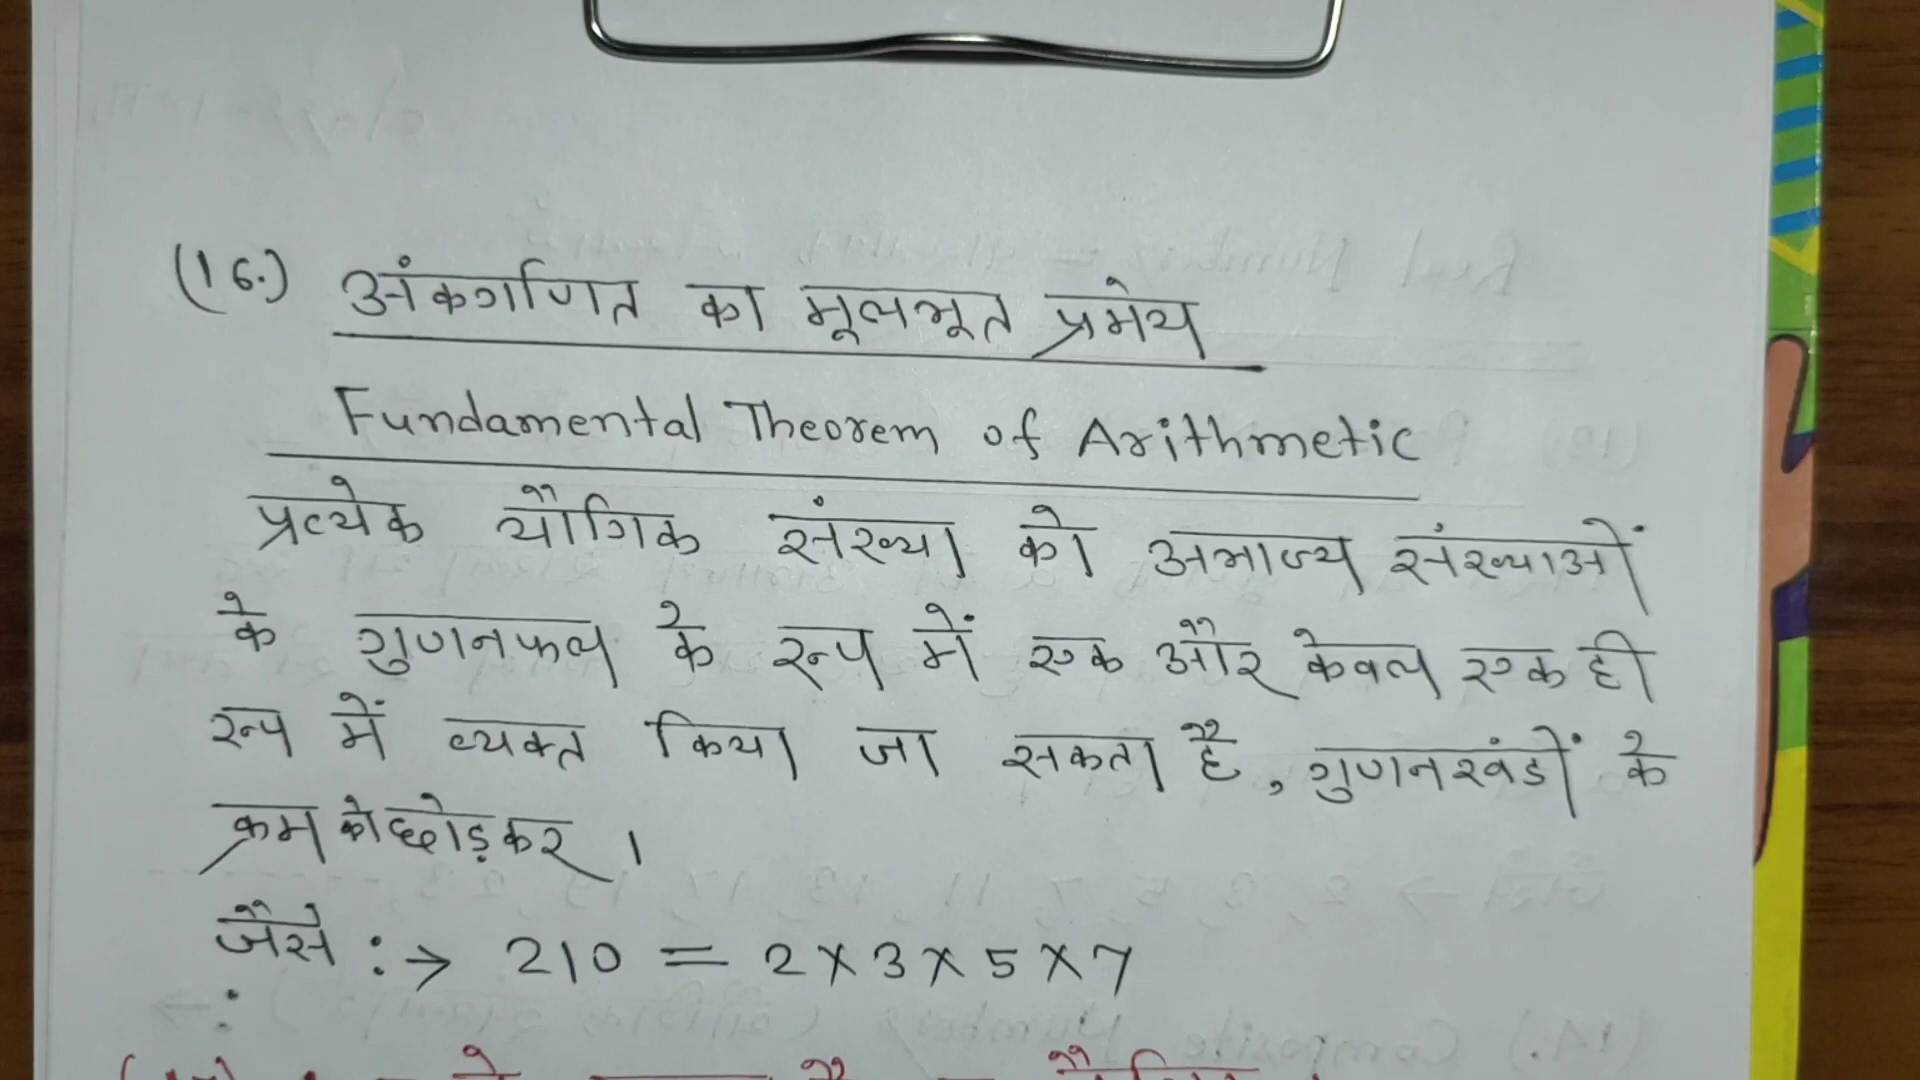 (16.) अंकगणित का मूलभूत प्रमेय
Fundamental Theorem of Arithmetic
प्रत्येक यौगिक संख्या को अभाज्य संख्याओं
के गुणनफल के रूप में एक और केवल एक ही
रूप में व्यक्त किया जा सकता है, गुणनखंडों के
क्रम को छोड़कर ।
जैसे :→ 210 = 2×3×5×7